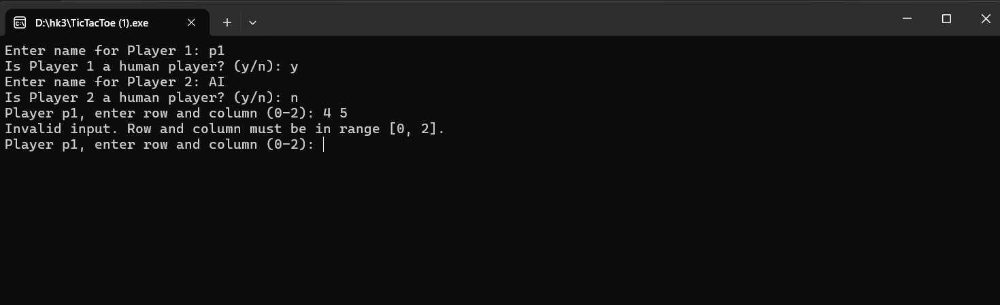 D:\hk3\TicTacToe (1).exe
Enter name for Player 1: p1
Is Player 1 a human player? (y/n): y
Enter name for Player 2: AI
Is Player 2 a human player? (y/n): n
Player p1, enter row and column (0-2): 4 5
Invalid input. Row and column must be in range [0, 2].
Player p1, enter row and column (0-2):